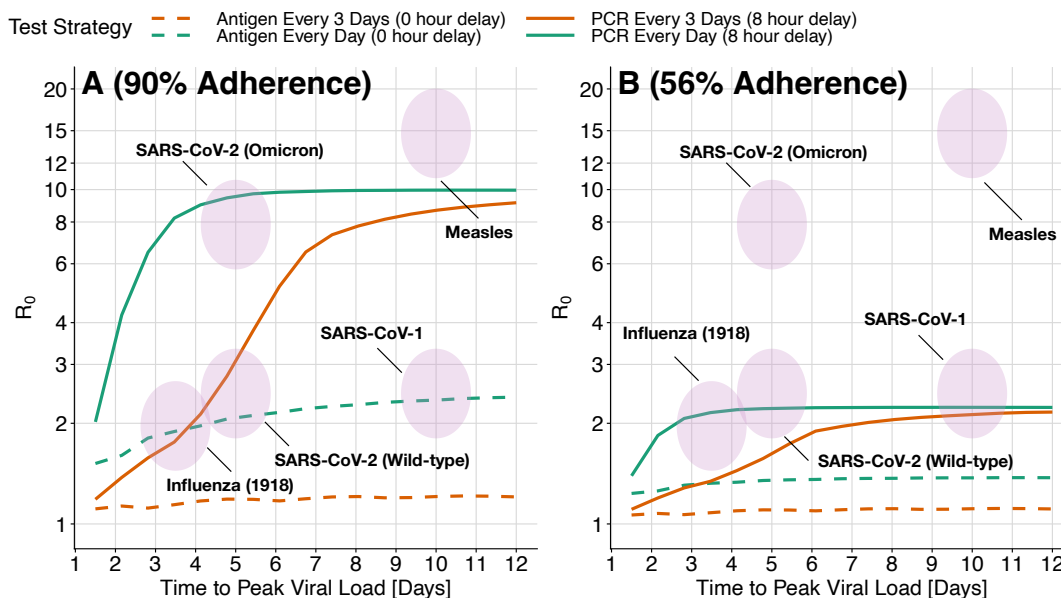 Test Strategy
Antigen Every 3 Days (0 hour delay)
Antigen Every Day (0 hour delay)
PCR Every 3 Days (8 hour delay)
PCR Every Day (8 hour delay)
A (90% Adherence)
R0
20
15
12
10
8
6
4
3
2
1
SARS-CoV-2 (Omicron)
Measles
SARS-CoV-1
SARS-CoV-2 (Wild-type)
Influenza (1918)
1 2 3 4 5 6 7 8 9 10 11 12
Time to Peak Viral Load [Days]
B (56% Adherence)
R0
20
15
12
10
8
6
4
3
2
1
SARS-CoV-2 (Omicron)
Measles
SARS-CoV-1
Influenza (1918)
SARS-CoV-2 (Wild-type)
1 2 3 4 5 6 7 8 9 10 11 12
Time to Peak Viral Load [Days]